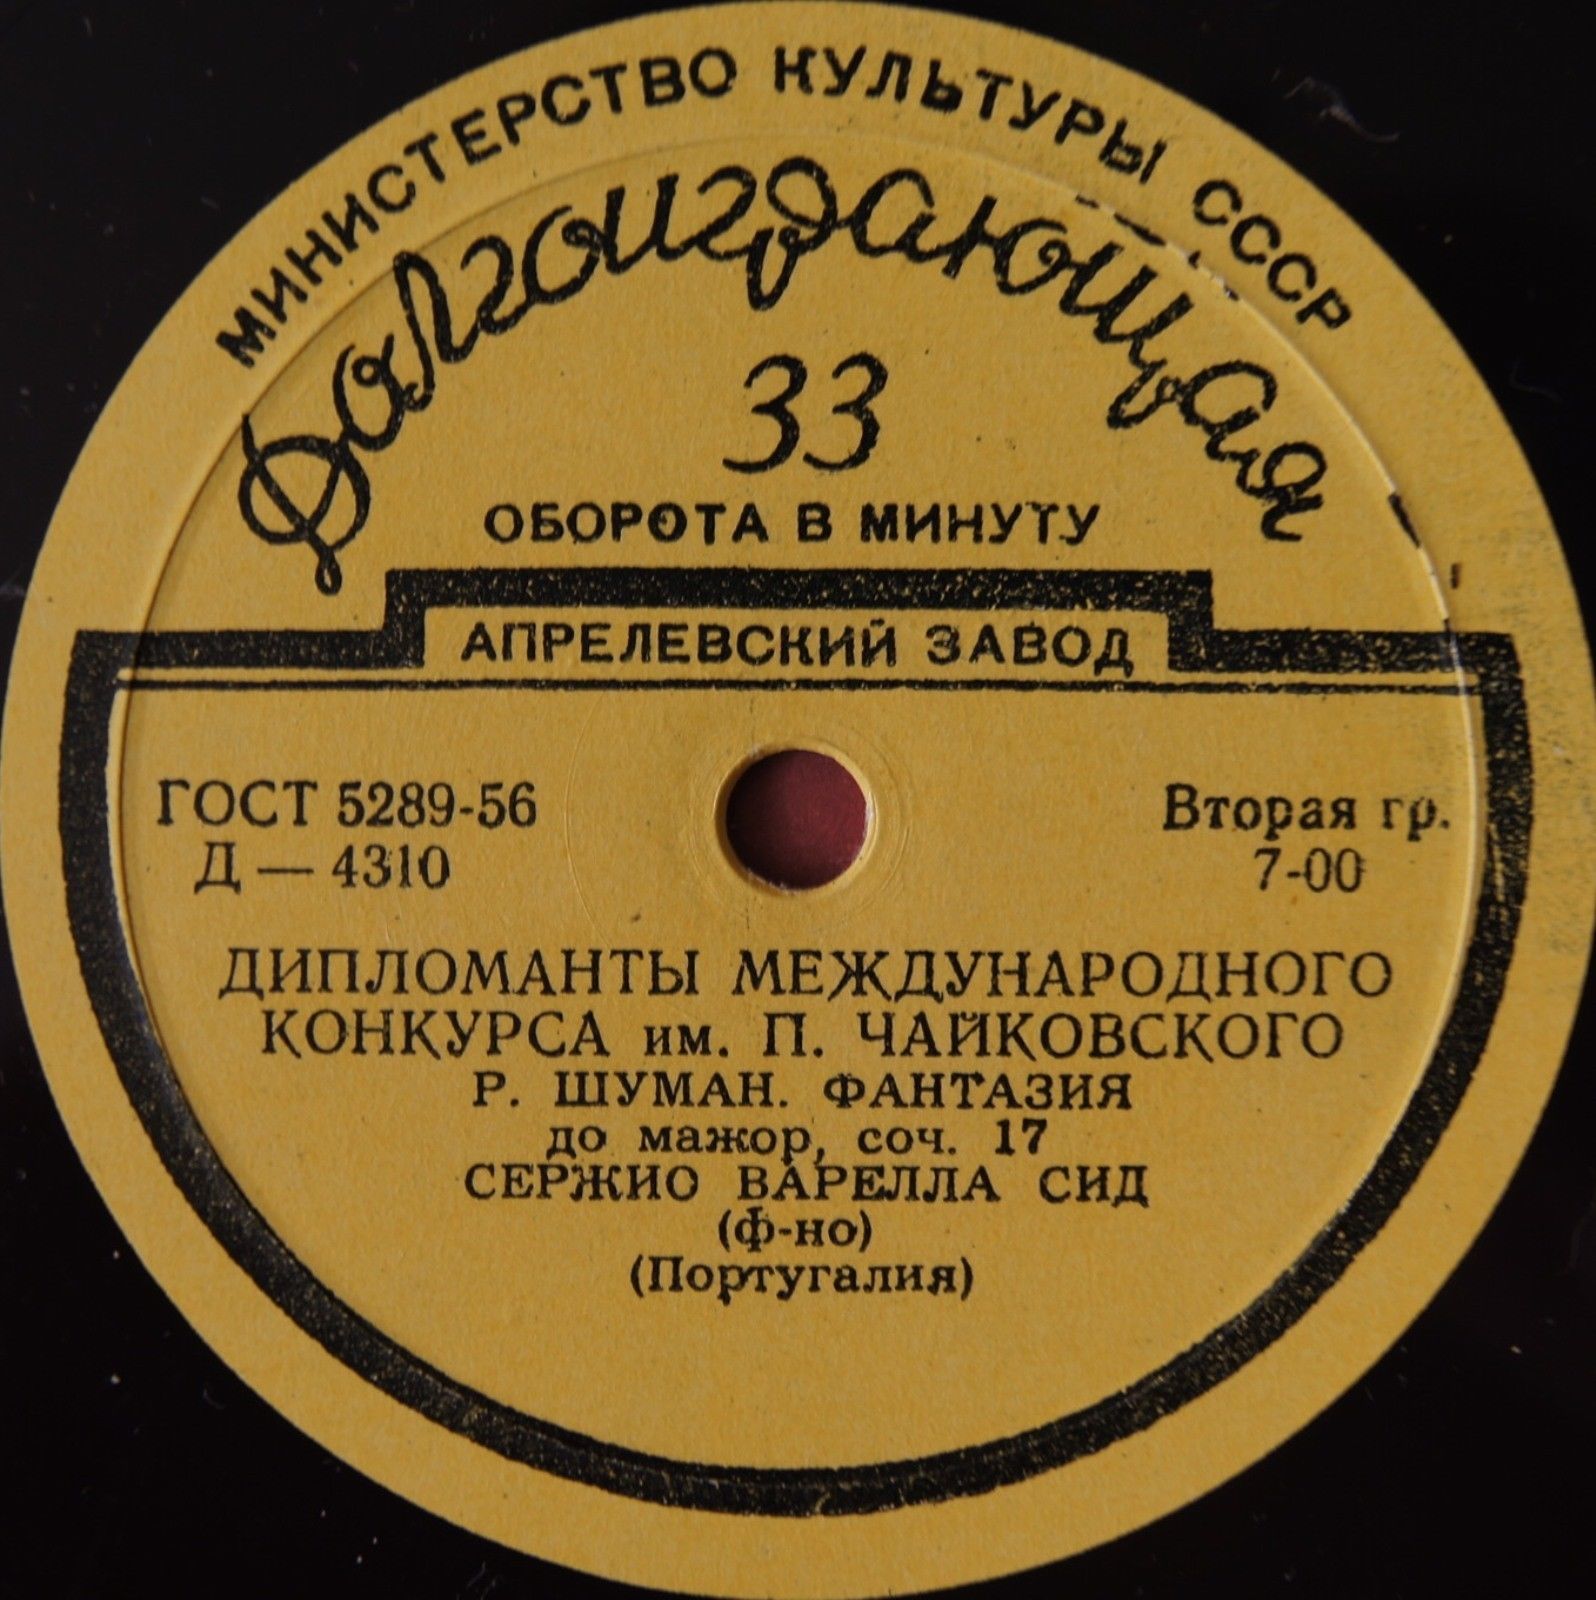 МИНИСТЕРСТВО КУЛЬТУРЫ СССР
Долгоиграющая
33
ОБОРОТА В МИНУТУ
АПРЕЛЕВСКИЙ ЗАВОД
ГОСТ 5289-56
Вторая гр.
Д — 4310
7-00
ДИПЛОМАНТЫ МЕЖДУНАРОДНОГО
КОНКУРСА им. П. ЧАЙКОВСКОГО
Р. ШУМАН. ФАНТАЗИЯ
до мажор, соч. 17
СЕРЖИО ВАРЕЛЛА СИД
(Ф-но)
(Португалия)